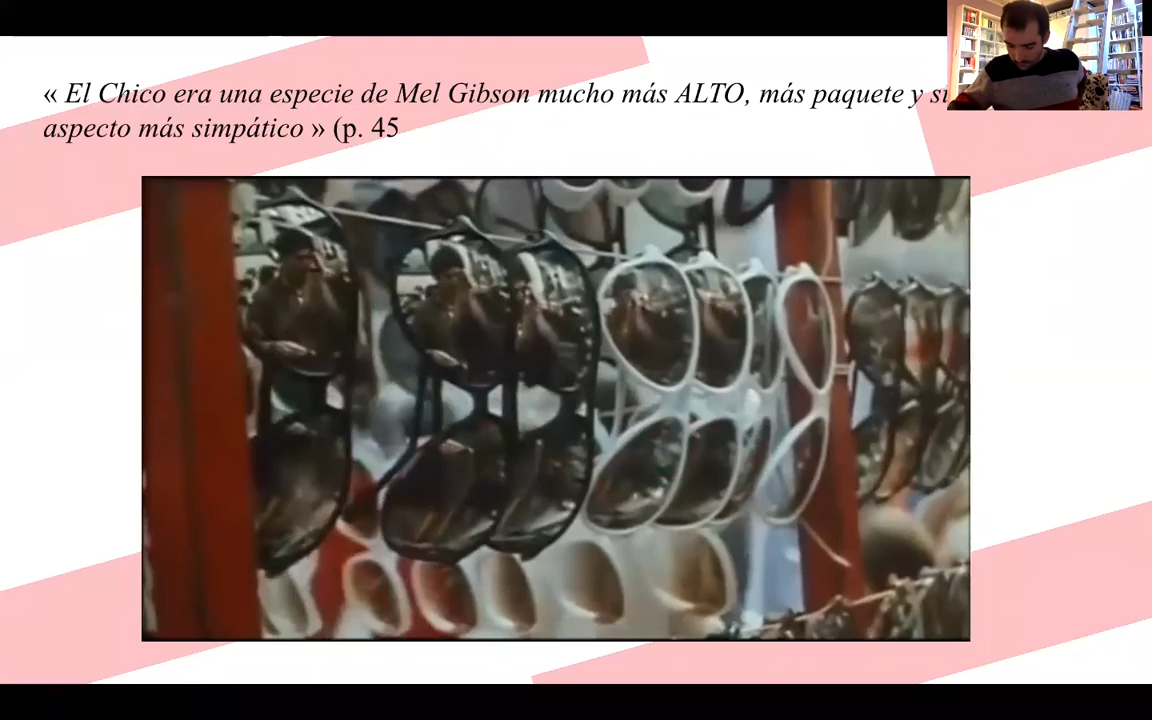 « El Chico era una especie de Mel Gibson mucho más ALTO, más paquete y
aspecto más simpático » (p. 45